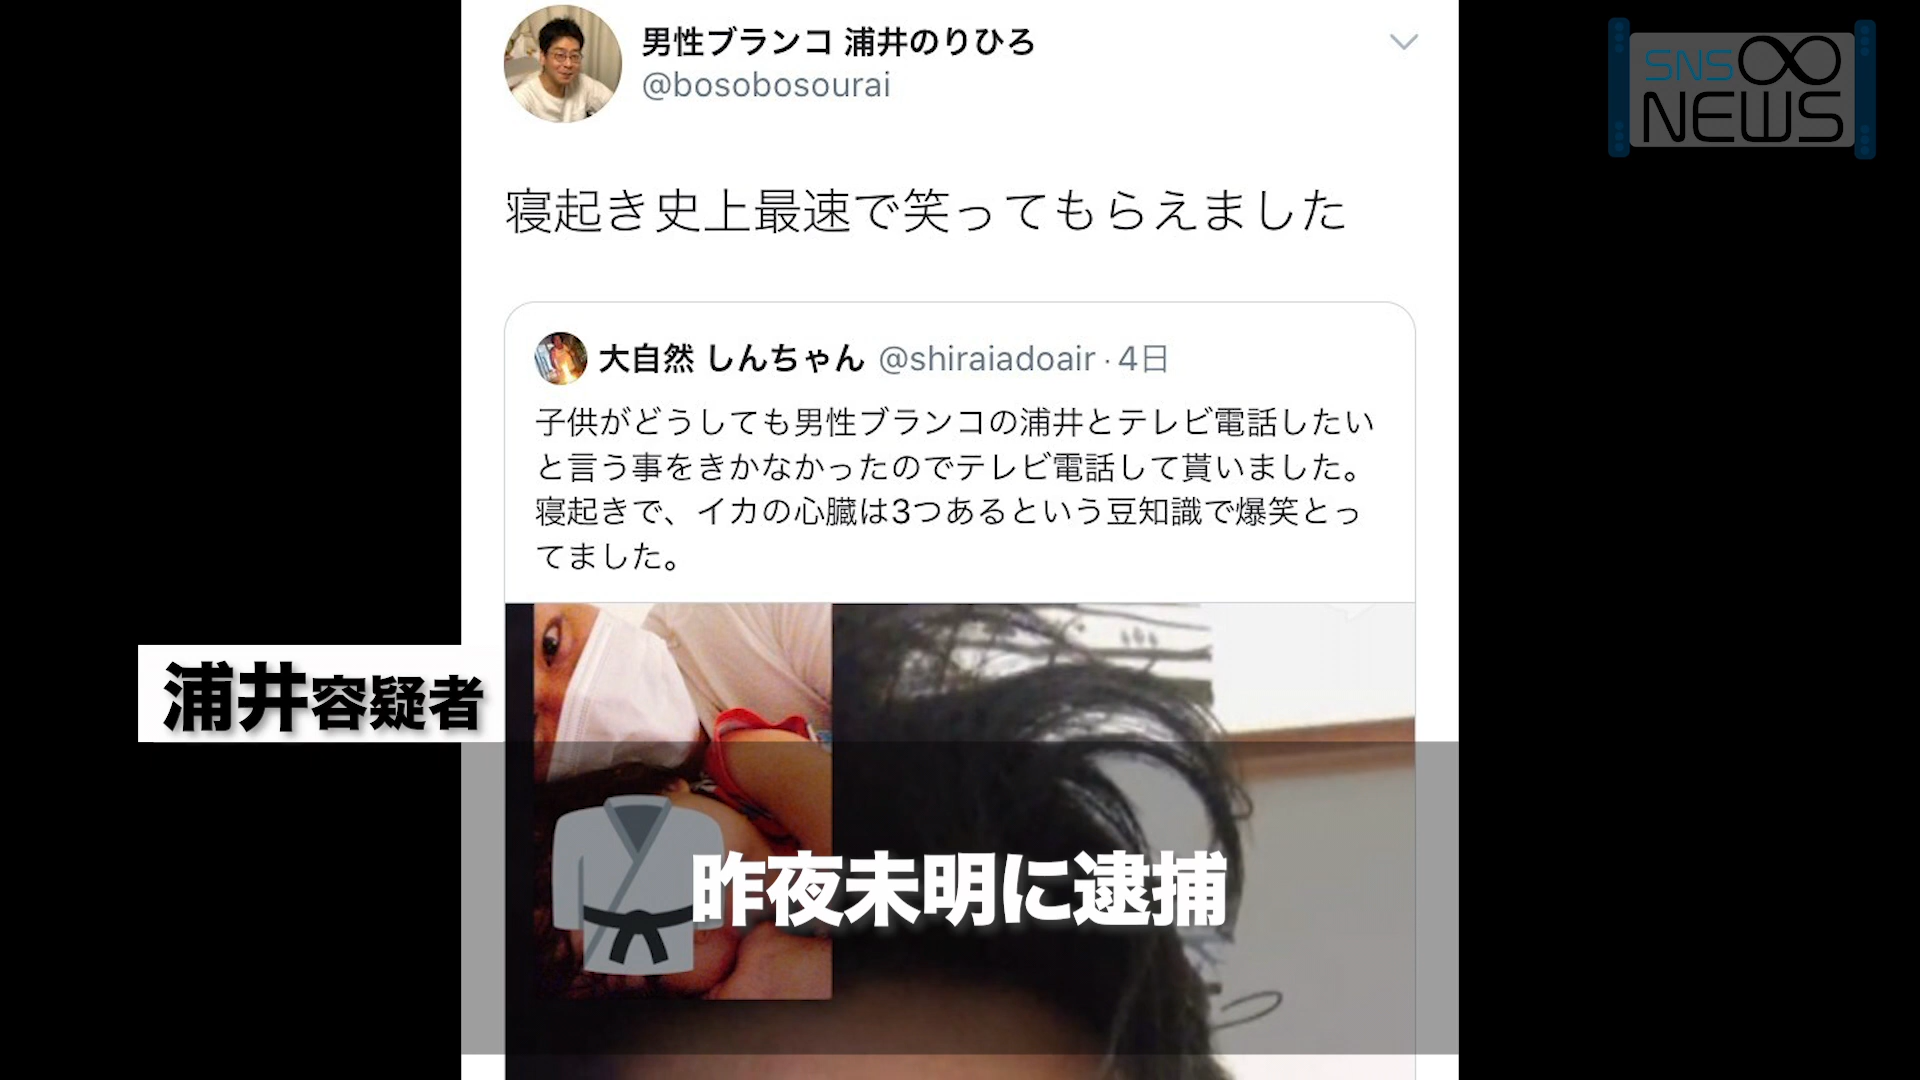 男性ブランコ 浦井のりひろ
@bosobosourai
SNS
NEWS
寝起き史上最速で笑ってもらえました
大自然 しんちゃん @shiraiadoair · 4日
子供がどうしても男性ブランコの浦井とテレビ電話したい
と言う事をきかなかったのでテレビ電話して貰いました。
寝起きで、イカの心臓は3つあるという豆知識で爆笑とっ
てました。
浦井容疑者
昨夜未明に逮捕